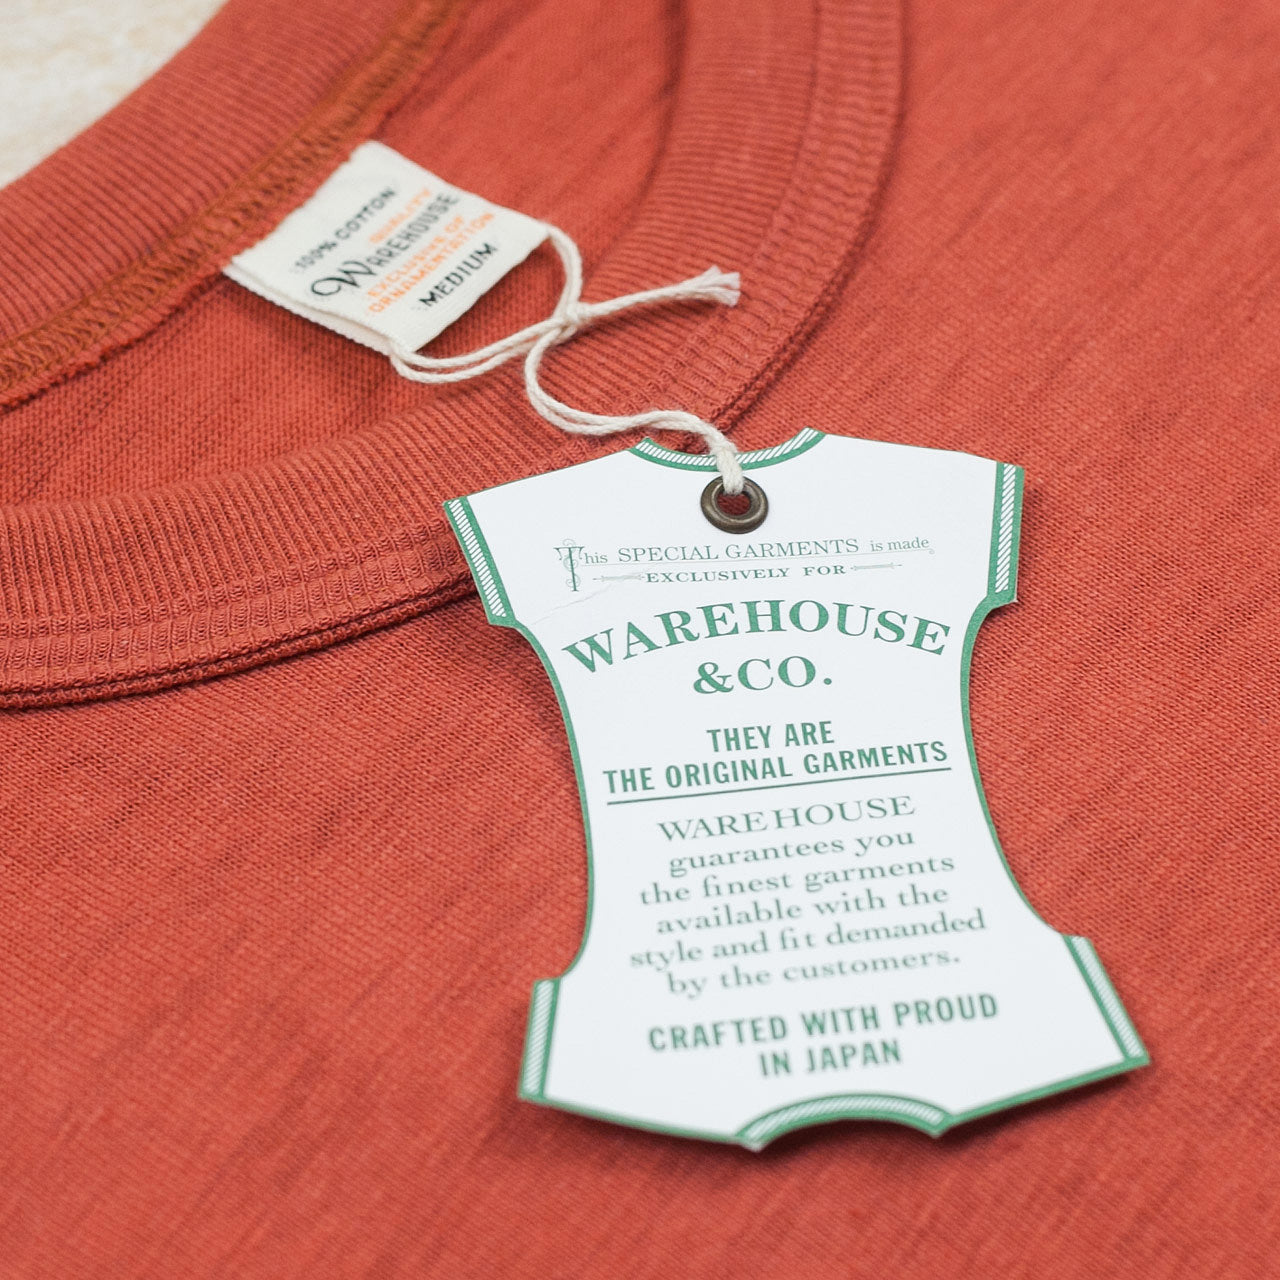 100% COTTON
QUALITY
WAREHOUSE
EXCLUSIVE OF
ORNAMENTATION
MEDIUM
This SPECIAL GARMENTS is made
EXCLUSIVELY FOR
WAREHOUSE
&CO.
THEY ARE
THE ORIGINAL GARMENTS
WAREHOUSE
guarantees you
the finest garments
available with the
style and fit demanded
by the customers.
CRAFTED WITH PROUD
IN JAPAN